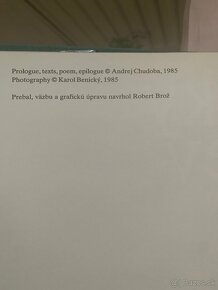 Prologue, texts, poem, epilogue © Andrej Chudoba, 1985
Photography © Karol Benický, 1985
Prebal, väzbu a grafickú úpravu navrhol Robert Brož